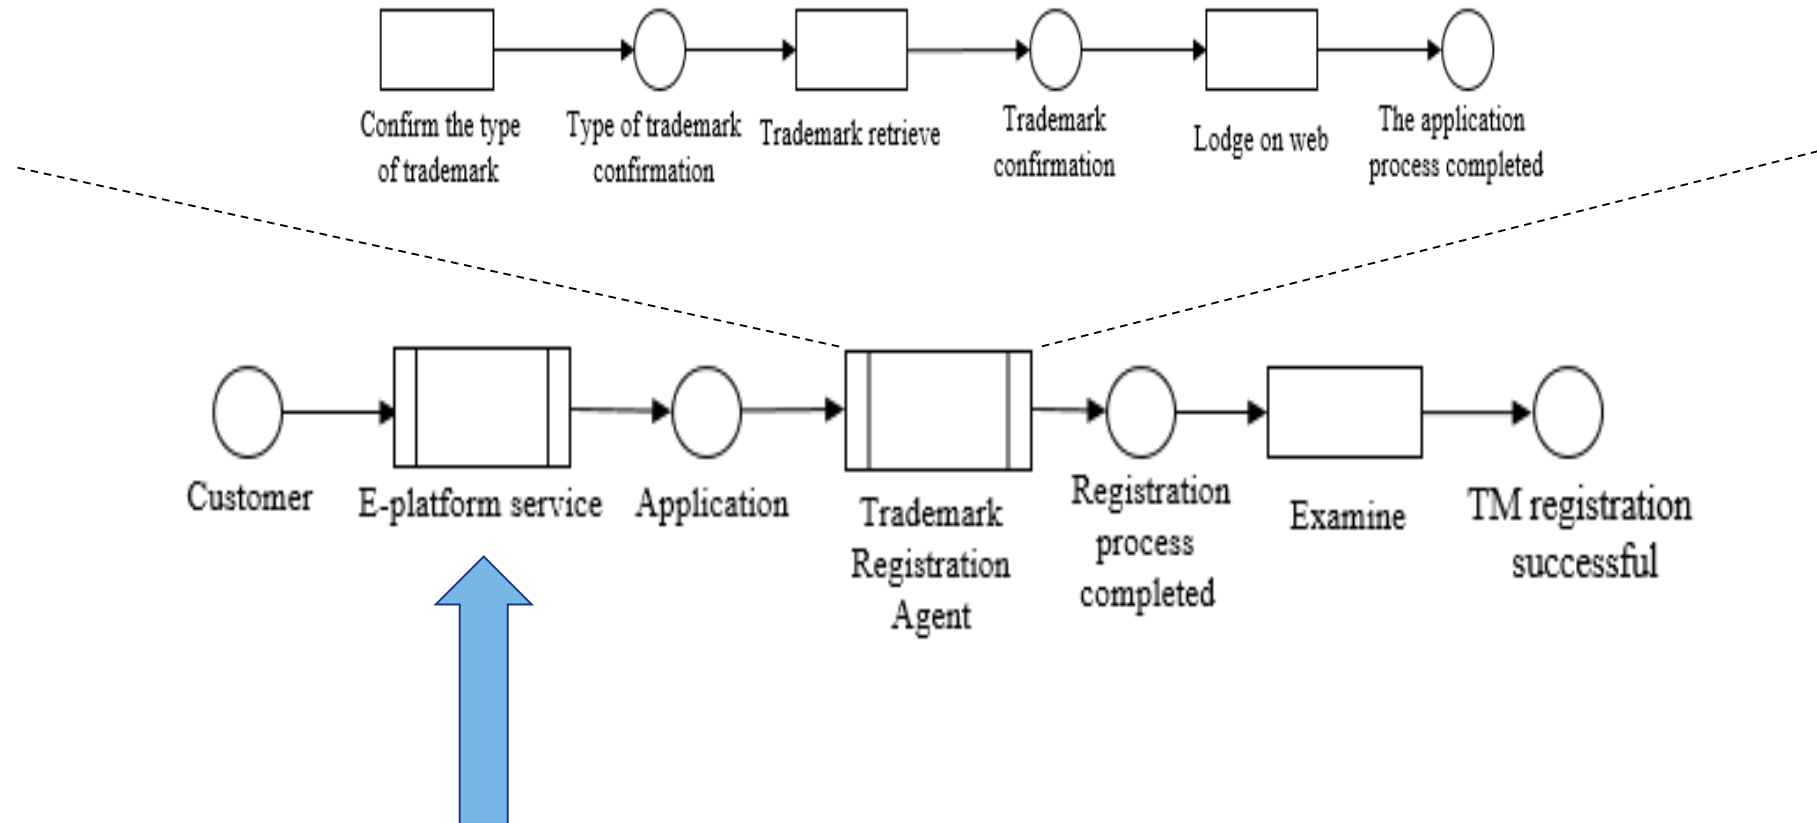 Confirm the type
of trademark
Type of trademark
confirmation
Trademark retrieve
Trademark
confirmation
Lodge on web
The application
process completed
Customer
E-platform service
Application
Trademark
Registration
Agent
Registration
process
completed
Examine
TM registration
successful